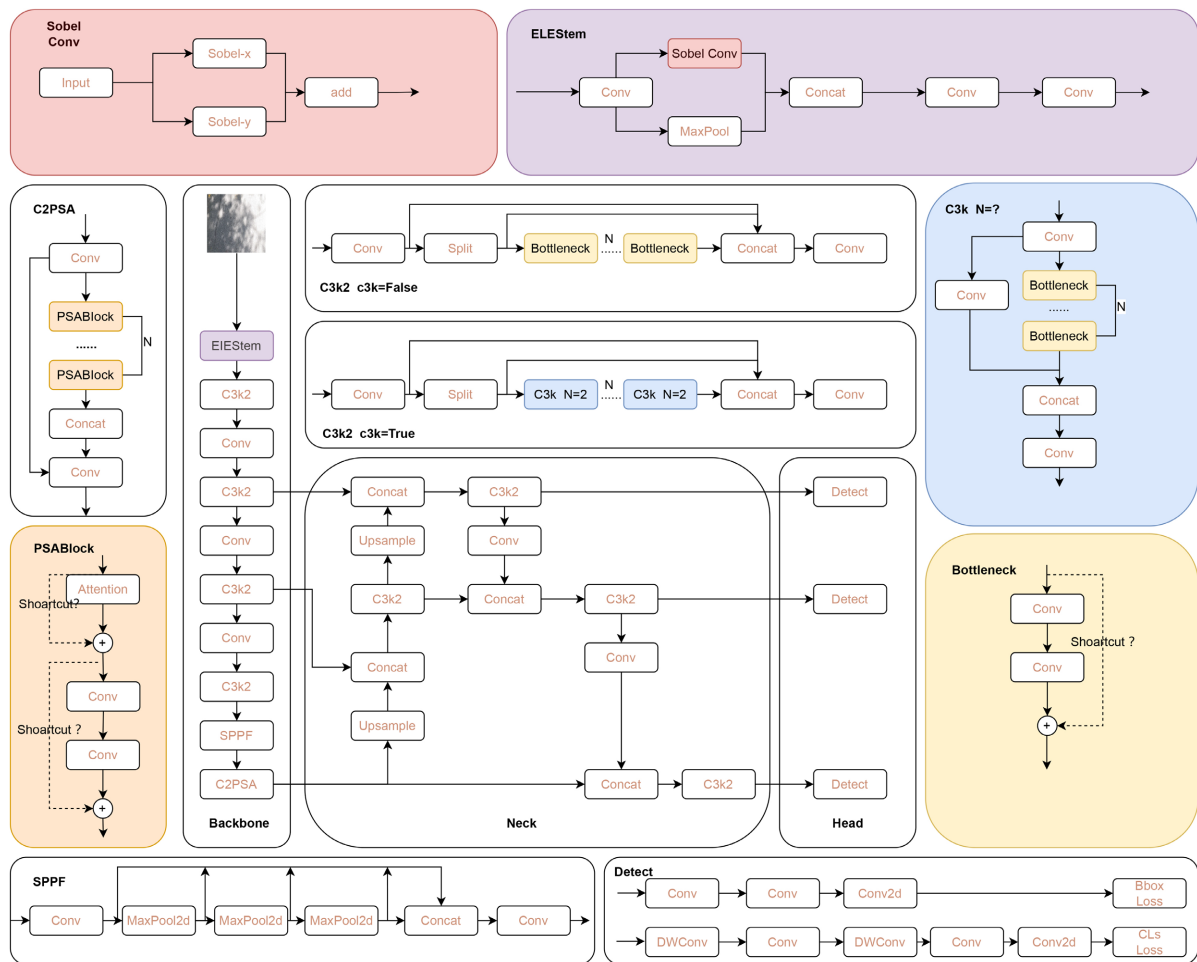 Sobel
Conv
Input
Sobel-x
Sobel-y
add
ELEStem
Conv
Sobel Conv
MaxPool
Concat
Conv
Conv
C2PSA
Conv
PSABlock
......
N
PSABlock
Concat
Conv
EIEStem
C3k2
Conv
C3k2
Conv
C3k2
Conv
C3k2
SPPF
C2PSA
Backbone
Conv
Split
Bottleneck
N
......
Bottleneck
Concat
Conv
C3k2 c3k=False
Conv
Split
C3k N=2
N
......
C3k N=2
Concat
Conv
C3k2 c3k=True
C3k N=?
Conv
Conv
Bottleneck
......
N
Bottleneck
Concat
Conv
Concat
C3k2
Upsample
Conv
C3k2
Concat
C3k2
Concat
Conv
Upsample
Concat
C3k2
Neck
Detect
Detect
Detect
Head
PSABlock
Attention
Shoartcut?
+
Conv
Shoartcut ?
Conv
+
Bottleneck
Conv
Conv
Shoartcut ?
+
SPPF
Conv
MaxPool2d
MaxPool2d
MaxPool2d
Concat
Conv
Detect
Conv
Conv
Conv2d
Bbox
Loss
DWConv
Conv
DWConv
Conv
Conv2d
CLs
Loss